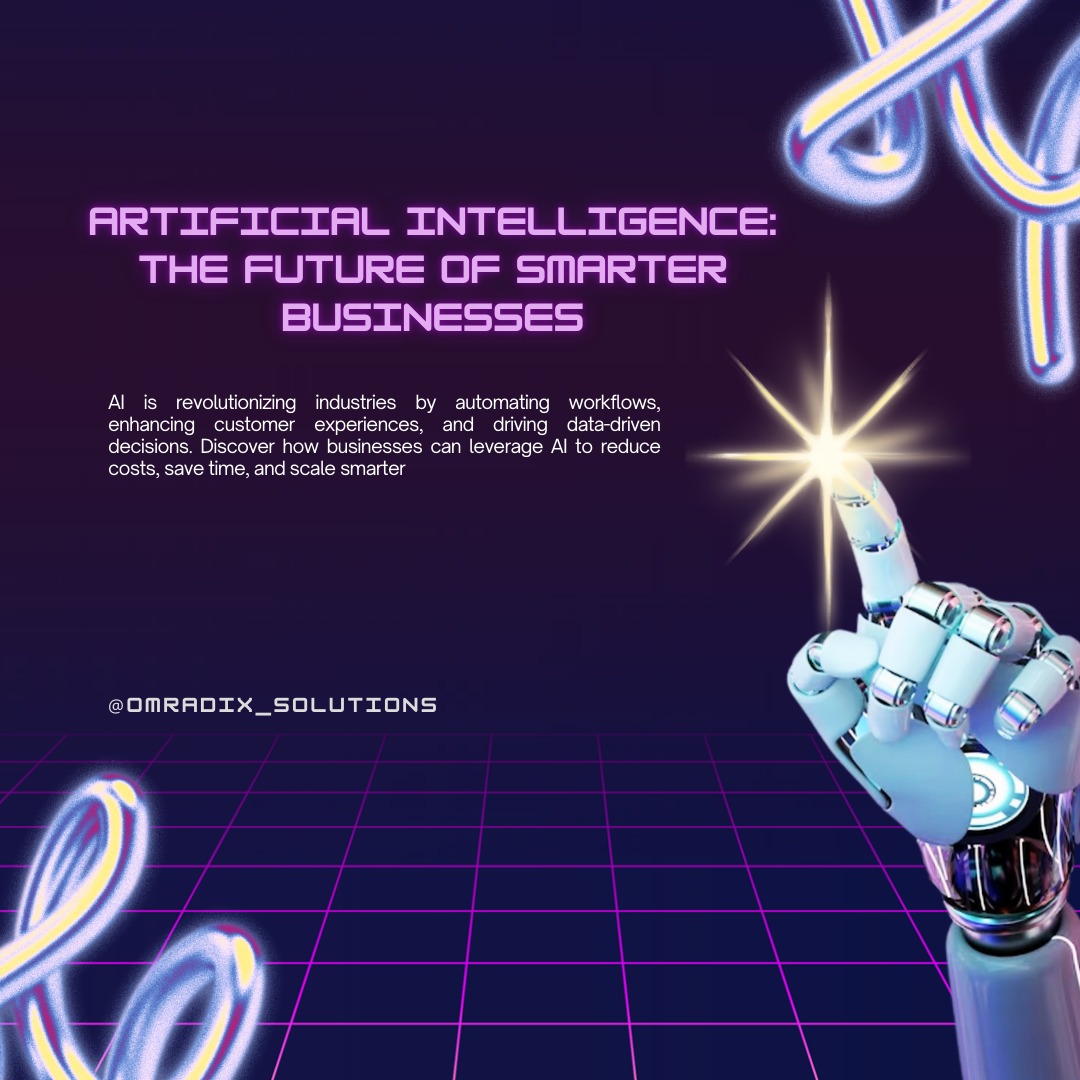 ARTIFICIAL INTELLIGENCE:
THE FUTURE OF SMARTER
BUSINESSES
AI is revolutionizing industries by automating workflows,
enhancing customer experiences, and driving data-driven
decisions. Discover how businesses can leverage AI to reduce
costs, save time, and scale smarter
@OMRADIX_SOLUTIONS